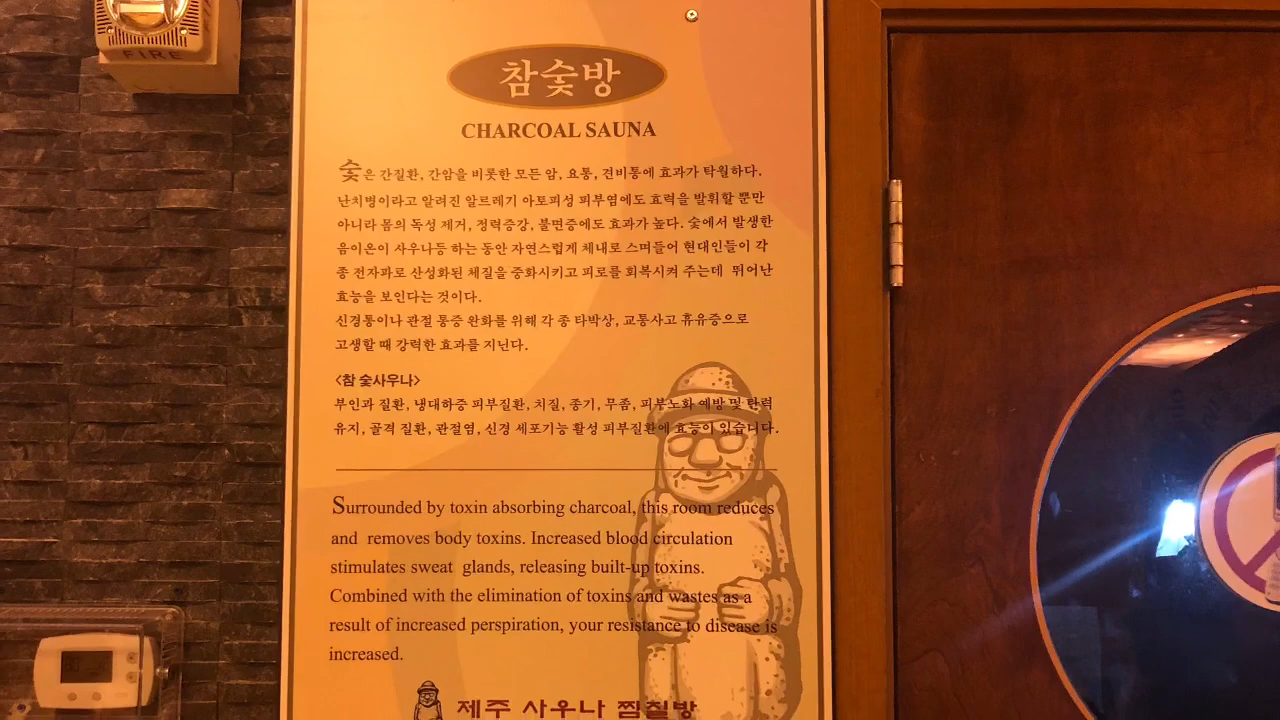 FIRE
참숯방
CHARCOAL SAUNA
숯은 간질환, 간암을 비롯한 모든 암, 요통, 견비통에 효과가 탁월하다.
난치병이라고 알려진 알르레기 아토피성 피부염에도 효력을 발휘할 뿐만
아니라 몸의 독성 제거, 정력증강, 불면증에도 효과가 높다. 숯에서 발생한
음이온이 사우나등 하는 동안 자연스럽게 체내로 스며들어 현대인들이 각
종 전자파로 산성화된 체질을 중화시키고 피로를 회복시켜 주는데 뛰어난
효능을 보인다는 것이다.
신경통이나 관절 통증 완화를 위해 각 종 타박상, 교통사고 휴유증으로
고생할 때 강력한 효과를 지닌다.
<참 숯사우나>
부인과 질환, 냉대하증 피부질환, 치질, 종기, 무좀, 피부노화 예방 및 탄력
유지, 골격 질환, 관절염, 신경 세포기능 활성 피부질환에 효능이 있습니다.
Surrounded by toxin absorbing charcoal, this room reduces
and removes body toxins. Increased blood circulation
stimulates sweat glands, releasing built-up toxins.
Combined with the elimination of toxins and wastes as a
result of increased perspiration, your resistance to disease is
increased.
제주 사우나 찜질방